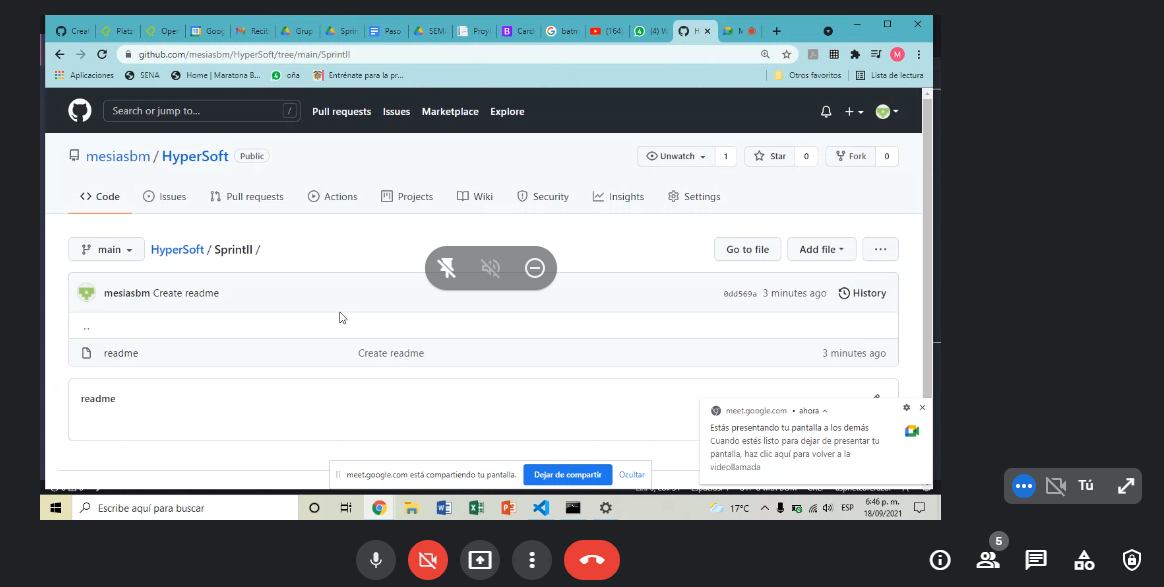 Creal
Platz
Oper
Goog
Recib
Grup
Sprin
Paso
SEM
Proy
Card
batm
(164)
(4) W
H
M
github.com/mesiasbm/HyperSoft/tree/main/SprintII
M
Aplicaciones SENA Home | Maratona B... oña Entrénate para la pr... Otros favoritos Lista de lectura
Search or jump to... / Pull requests Issues Marketplace Explore
mesiasbm / HyperSoft Public Unwatch 1 Star 0 Fork 0
Code Issues Pull requests Actions Projects Wiki Security Insights Settings
main HyperSoft / SprintII / Go to file Add file ...
mesiasbm Create readme 0dd569a 3 minutes ago History
..
readme Create readme 3 minutes ago
readme
meet.google.com • ahora
Estás presentando tu pantalla a los demás
Cuando estés listo para dejar de presentar tu
pantalla, haz clic aquí para volver a la
videollamada
meet.google.com está compartiendo tu pantalla. Dejar de compartir Ocultar
Escribe aquí para buscar
17°C ESP 6:46 p. m.
18/09/2021
Tú
5